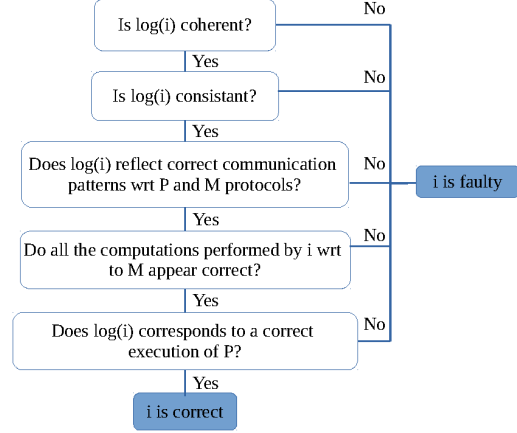 Is log(i) coherent?
No
Yes
Is log(i) consistant?
No
Yes
Does log(i) reflect correct communication
patterns wrt P and M protocols?
No
i is faulty
Yes
Do all the computations performed by i wrt
to M appear correct?
No
Yes
Does log(i) corresponds to a correct
execution of P?
No
Yes
i is correct